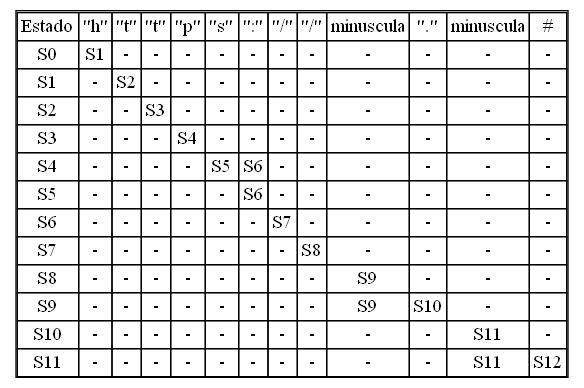 Estado "h" "t" "t" "p" "s" ":" "/" "/" minuscula "." minuscula #
S0 S1 - - - - - - - - - - -
S1 - S2 - - - - - - - - - -
S2 - - S3 - - - - - - - - -
S3 - - - S4 - - - - - - - -
S4 - - - - S5 S6 - - - - - -
S5 - - - - - S6 - - - - - -
S6 - - - - - - S7 - - - - -
S7 - - - - - - - S8 - - - -
S8 - - - - - - - - S9 - - -
S9 - - - - - - - - S9 S10 - -
S10 - - - - - - - - - - S11 -
S11 - - - - - - - - - - S11 S12